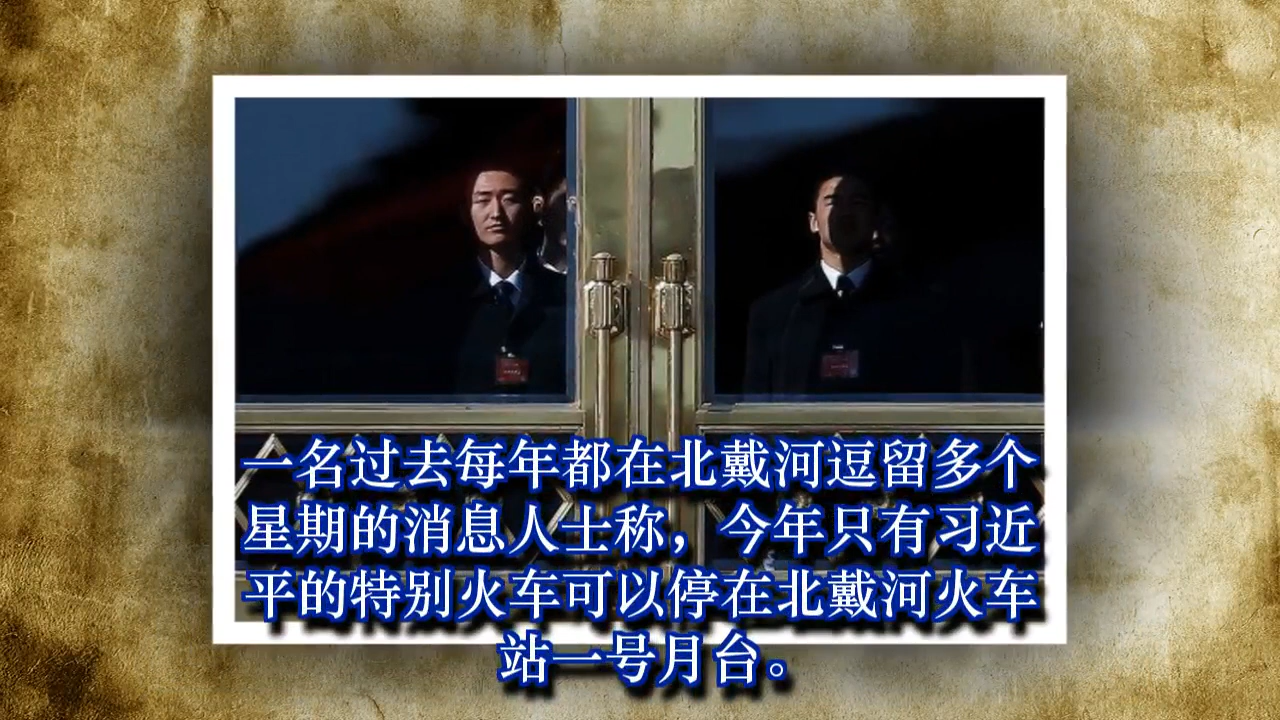 一名过去每年都在北戴河逗留多个
星期的消息人士称，今年只有习近
平的特别火车可以停在北戴河火车
站一号月台。